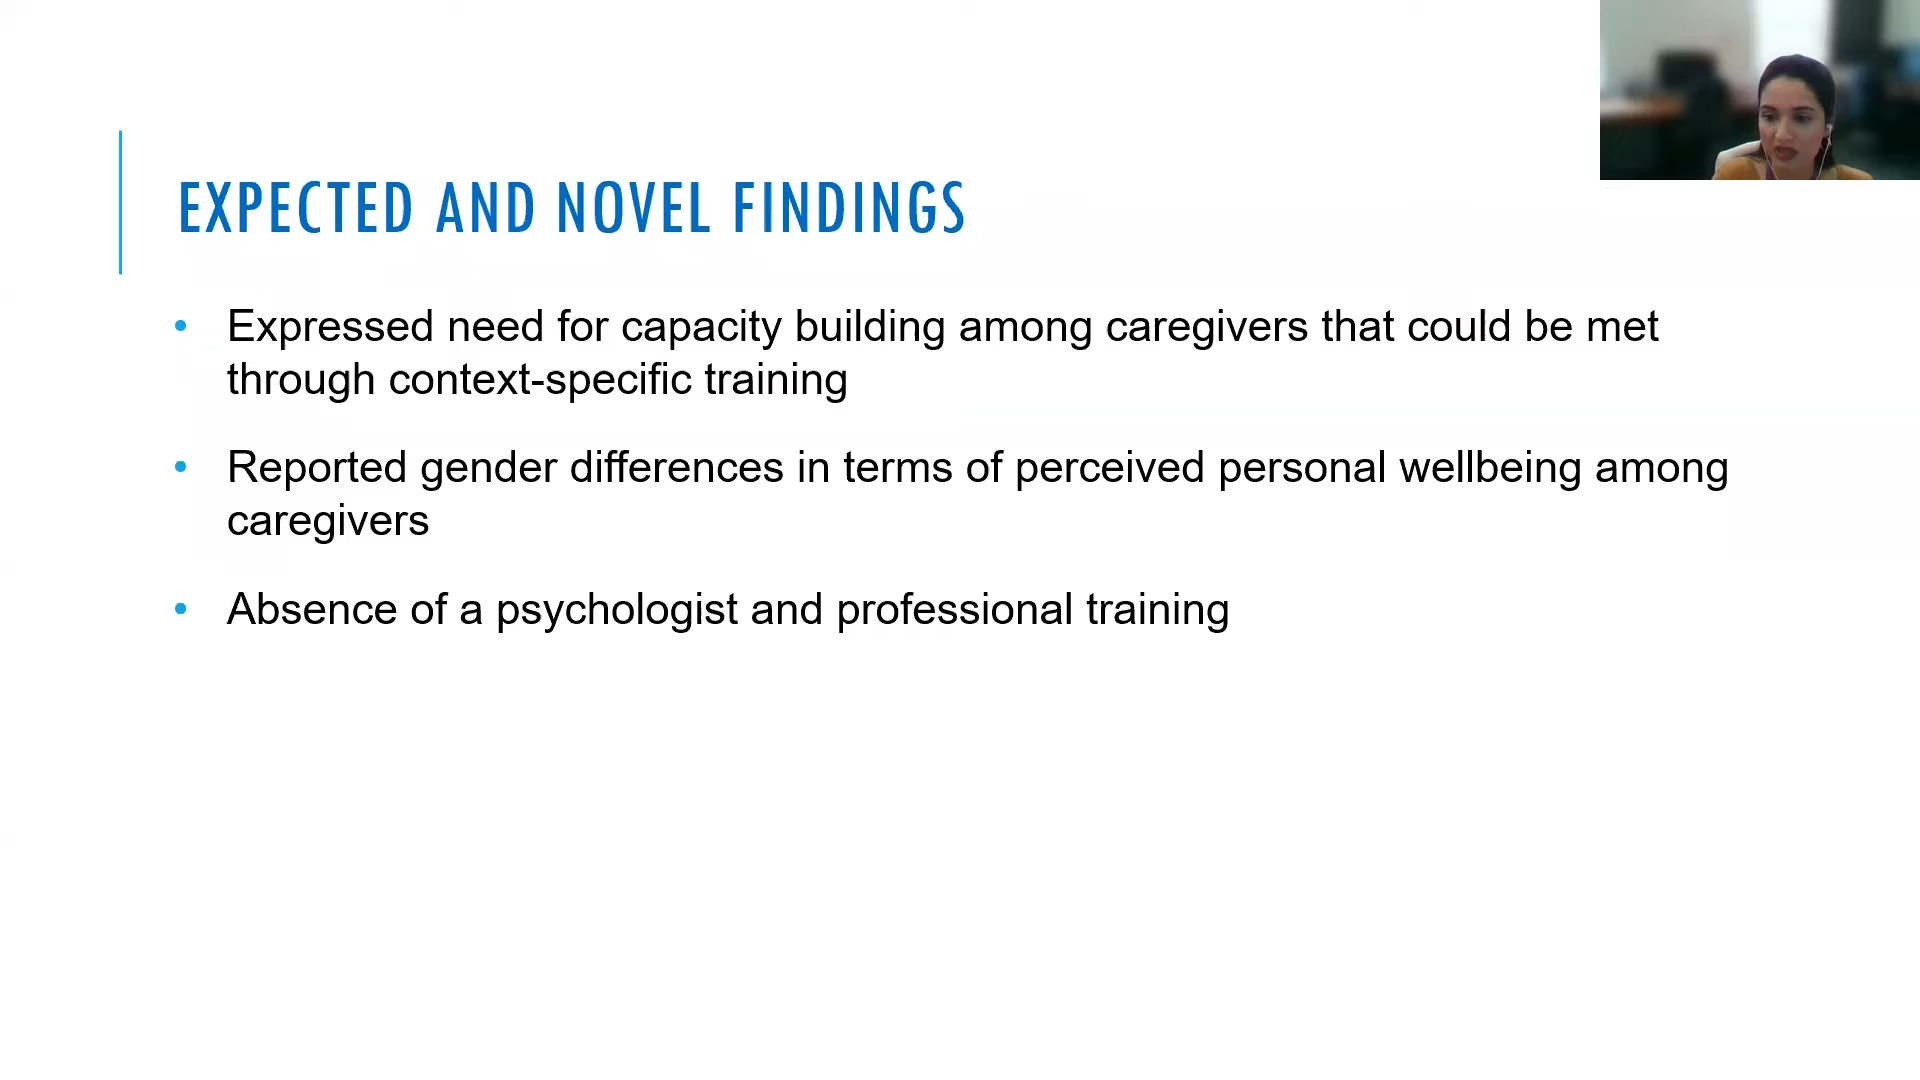 EXPECTED AND NOVEL FINDINGS
• Expressed need for capacity building among caregivers that could be met
through context-specific training
• Reported gender differences in terms of perceived personal wellbeing among
caregivers
• Absence of a psychologist and professional training